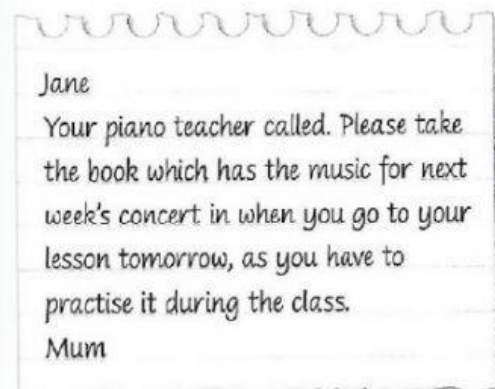 Jane
Your piano teacher called. Please take
the book which has the music for next
week's concert in when you go to your
lesson tomorrow, as you have to
practise it during the class.
Mum